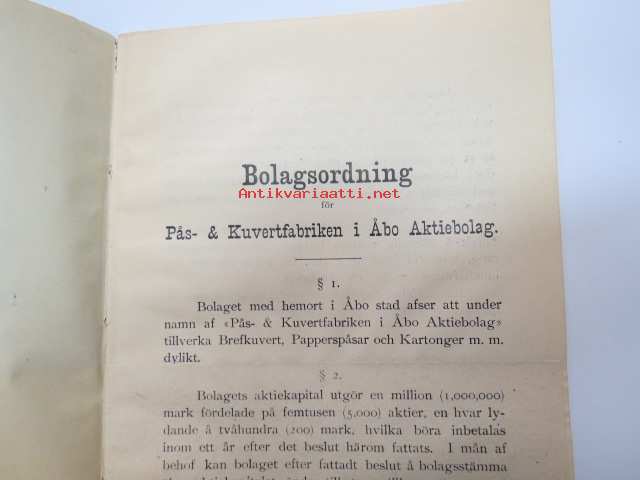 Bolagsordning
Antikvariaatti.net
för
Pås- & Kuvertfabriken i Åbo Aktiebolag.
§ 1.
Bolaget med hemort i Åbo stad afser att under
namn af «Pås- & Kuvertfabriken i Åbo Aktiebolag»
tillverka Brefkuvert, Papperspåsar och Kartonger m. m.
dylikt.
§ 2.
Bolagets aktiekapital utgör en million (1,000,000)
mark fördelade på femtusen (5,000) aktier, en hvar ly-
dande å tvåhundra (200) mark, hvilka böra inbetalas
inom ett år efter det beslut härom fattats. I mån af
behof kan bolaget efter fattadt beslut å bolagsstämma